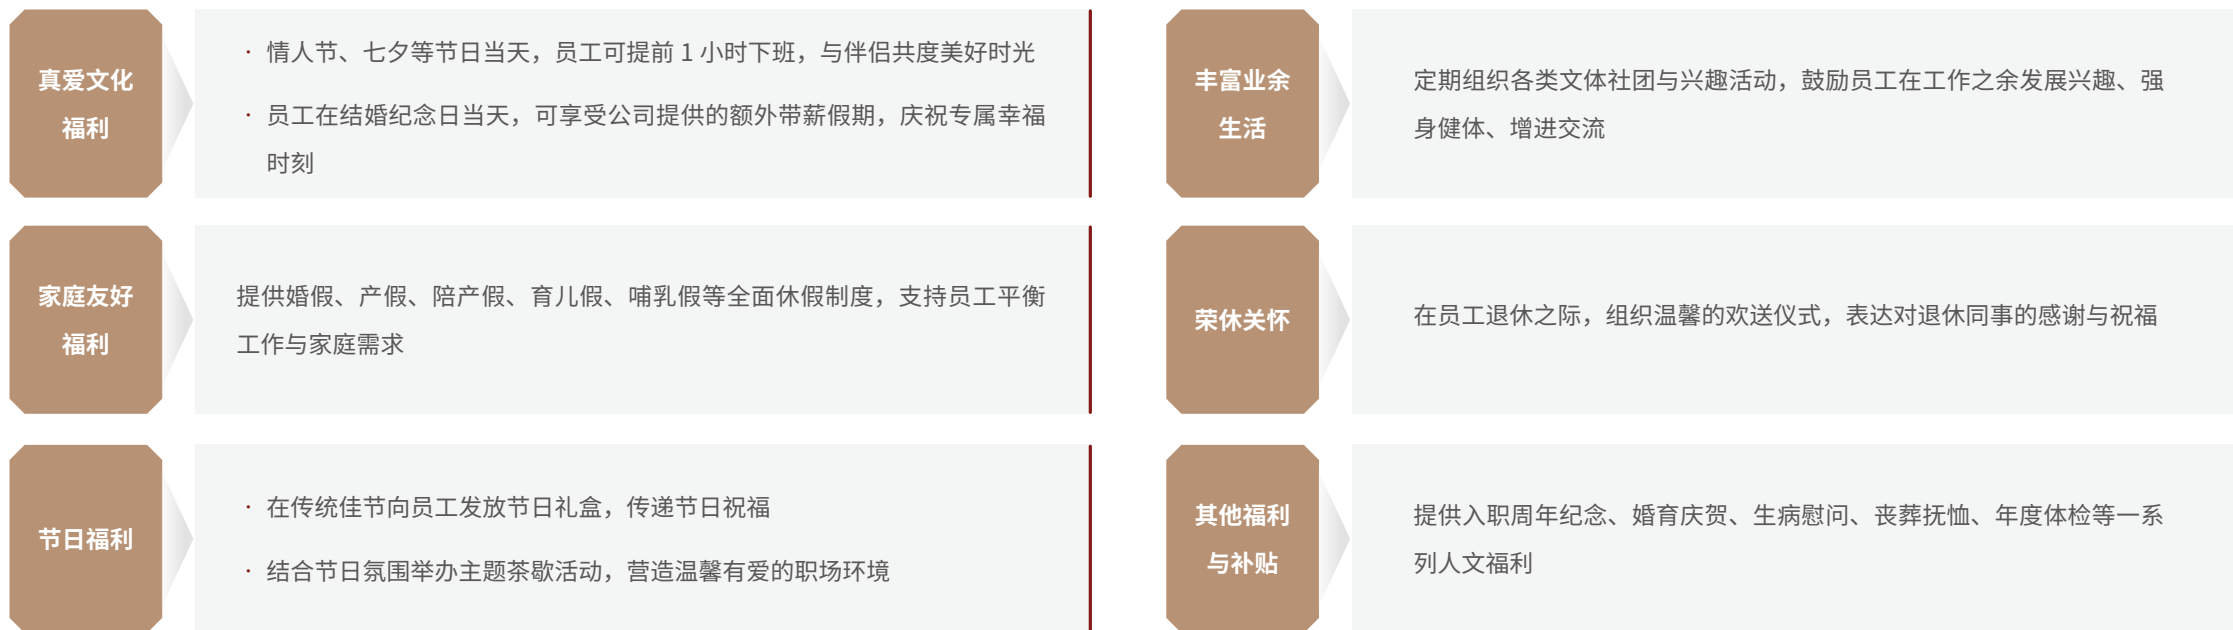 真爱文化
福利
· 情人节、七夕等节日当天，员工可提前 1 小时下班，与伴侣共度美好时光
· 员工在结婚纪念日当天，可享受公司提供的额外带薪假期，庆祝专属幸福
时刻
家庭友好
福利
提供婚假、产假、陪产假、育儿假、哺乳假等全面休假制度，支持员工平衡
工作与家庭需求
节日福利
· 在传统佳节向员工发放节日礼盒，传递节日祝福
· 结合节日氛围举办主题茶歇活动，营造温馨有爱的职场环境
丰富业余
生活
定期组织各类文体社团与兴趣活动，鼓励员工在工作之余发展兴趣、强
身健体、增进交流
荣休关怀
在员工退休之际，组织温馨的欢送仪式，表达对退休同事的感谢与祝福
其他福利
与补贴
提供入职周年纪念、婚育庆贺、生病慰问、丧葬抚恤、年度体检等一系
列人文福利